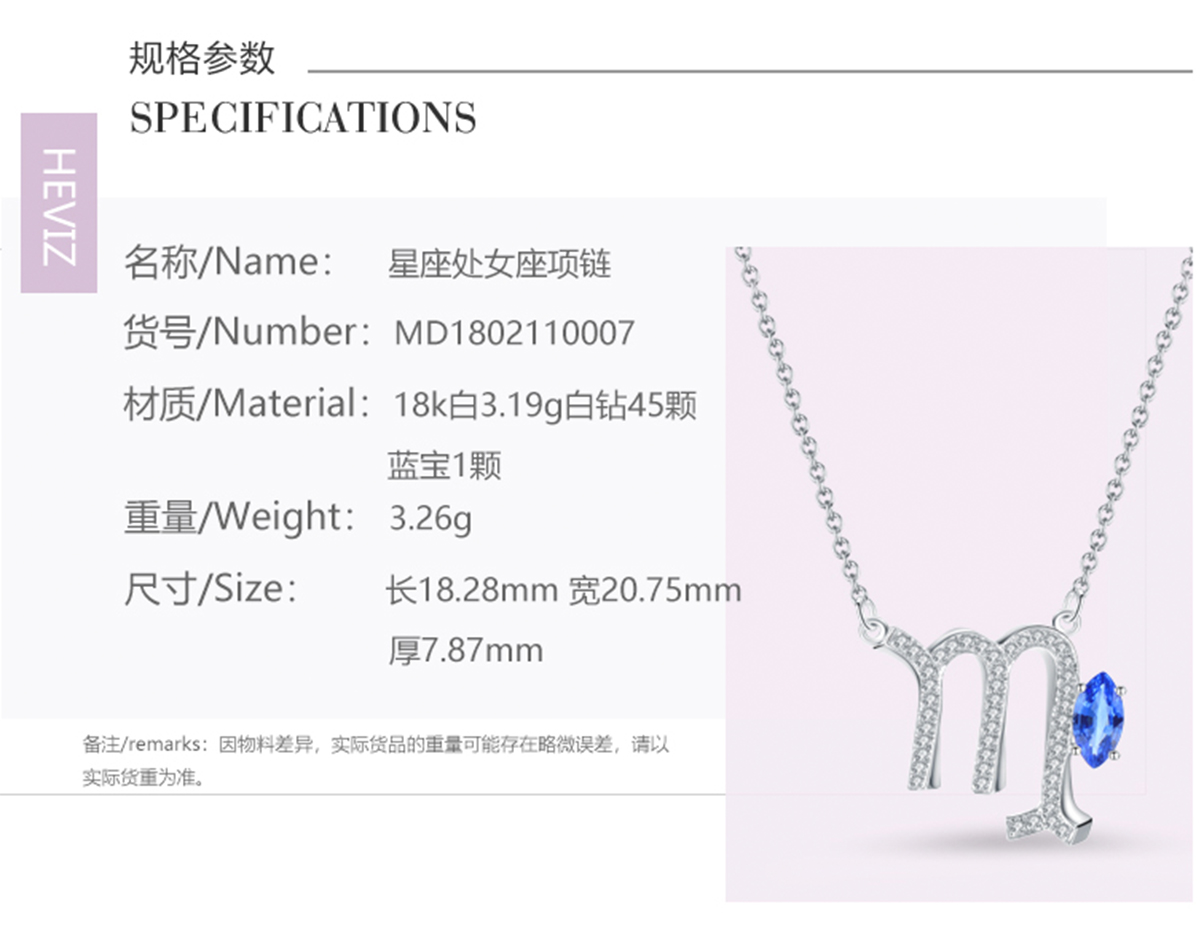 规格参数
SPECIFICATIONS
HEVIZ
名称/Name： 星座处女座项链
货号/Number： MD1802110007
材质/Material： 18k白3.19g白钻45颗
蓝宝1颗
重量/Weight： 3.26g
尺寸/Size： 长18.28mm 宽20.75mm
厚7.87mm
备注/remarks：因物料差异，实际货品的重量可能存在略微误差，请以
实际货重为准。